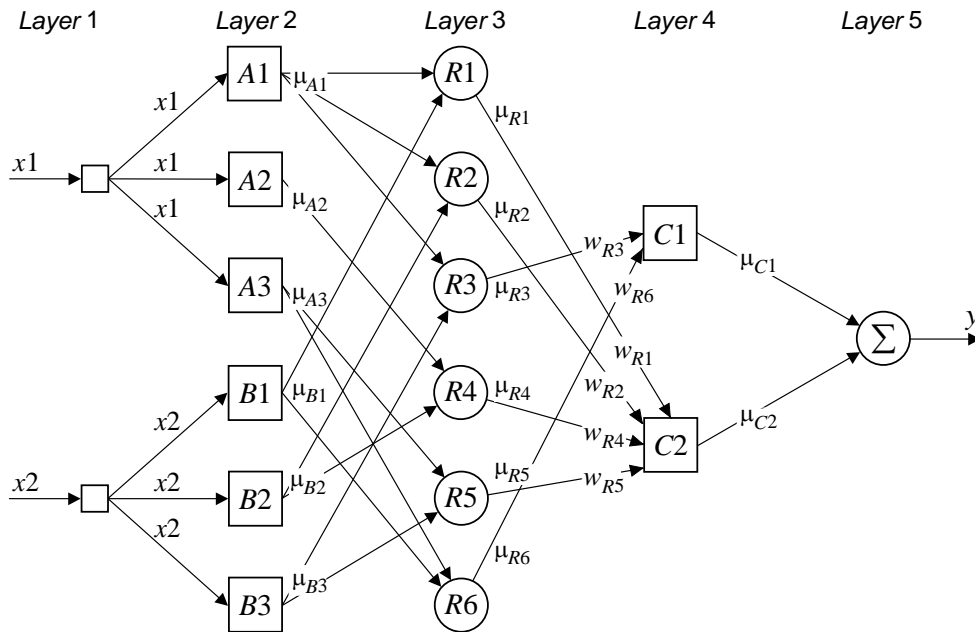 Layer 1 Layer 2 Layer 3 Layer 4 Layer 5
A1 μA1 R1
x1 μR1
x1 x1 A2 R2
μA2 μR2 C1
x1 wR3 μC1
A3 μA3 R3 μR3 wR6
y
Σ
wR1
B1 μB1 R4 μR4 wR2
x2 μC2
wR4 C2
x2 x2 B2 μB2 R5 μR5 wR5
x2
μR6
B3 μB3 R6